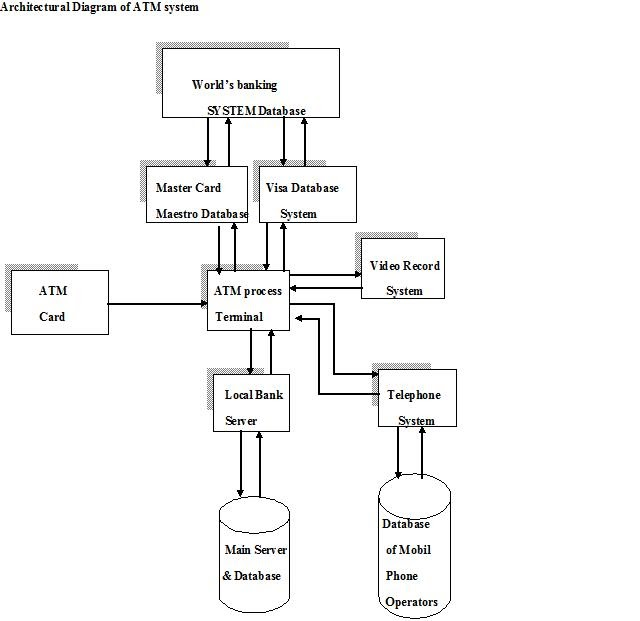 Architectural Diagram of ATM system
World's banking
SYSTEM Database
Master Card
Maestro Database
Visa Database
System
Video Record
System
ATM
Card
ATM process
Terminal
Local Bank
Server
Telephone
System
Main Server
& Database
Database
of Mobil
Phone
Operators